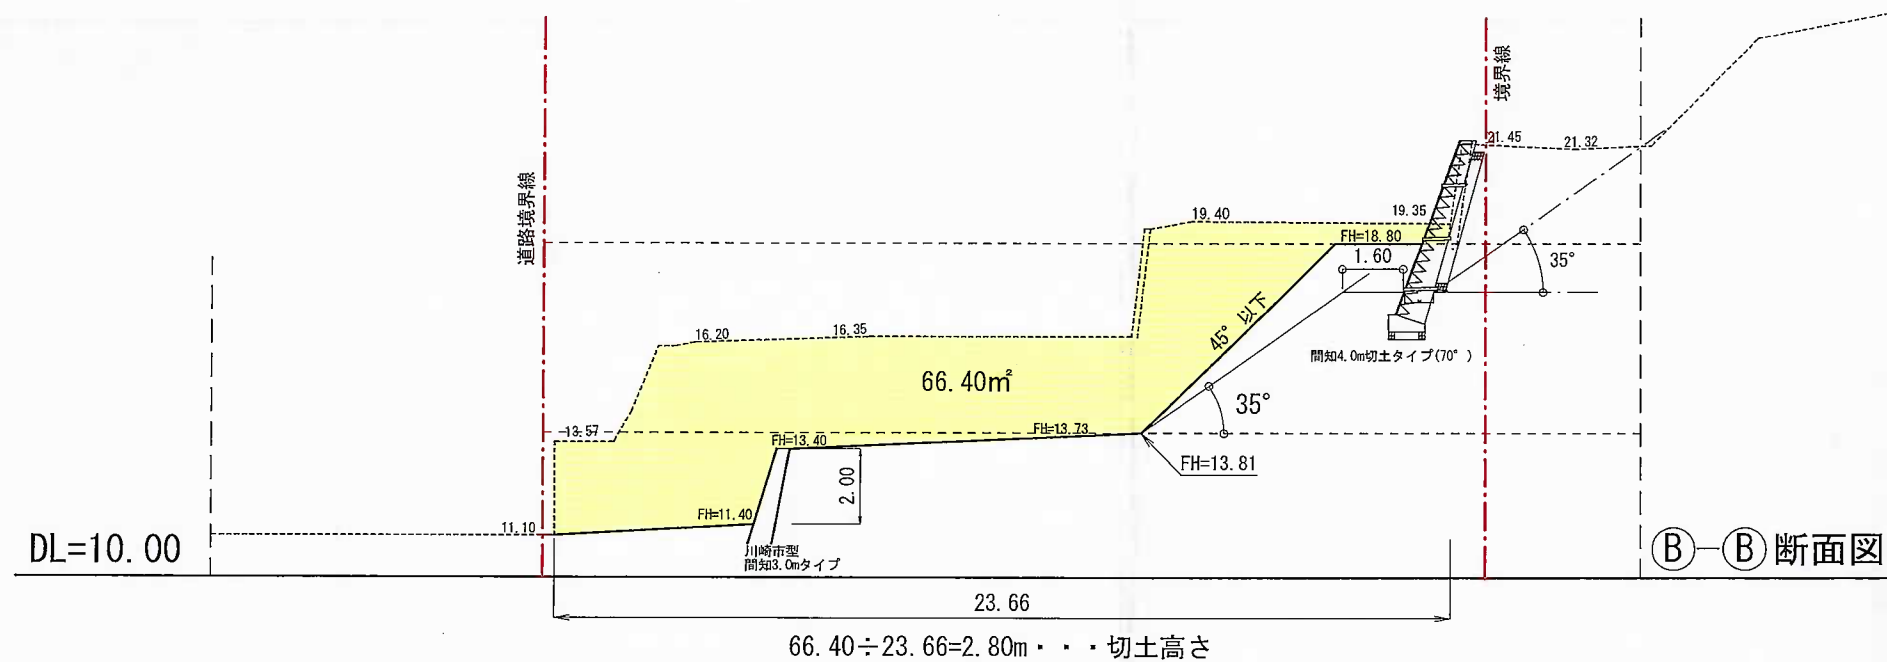 境界線
21.45
21.32
道路境界線
19.40
19.35
FH=18.80
1.60
35°
45° 以下
16.20
16.35
間知4.0m切土タイプ(70°)
66.40㎡
35°
13.57
FH=13.40
FH=13.73
FH=13.81
2.00
FH=11.40
11.10
川崎市型
間知3.0mタイプ
DL=10.00
Ⓑ-Ⓑ断面図
23.66
66.40÷23.66=2.80m・・・切土高さ